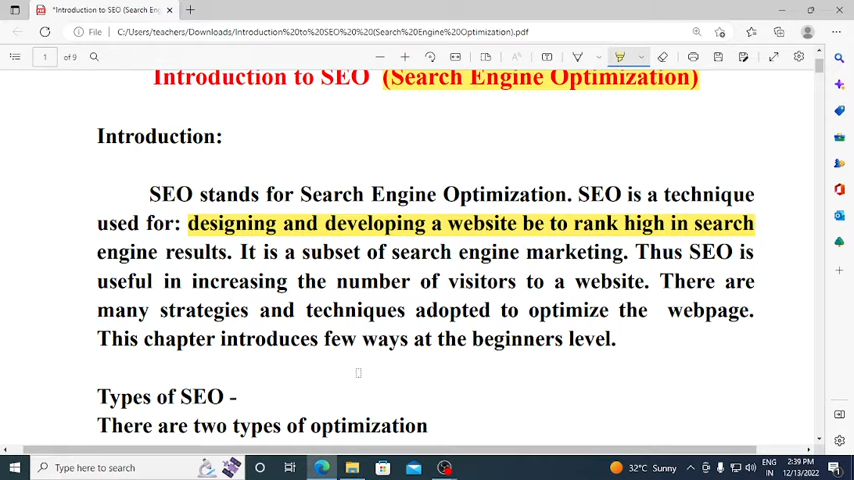 *Introduction to SEO (Search Eng
File
C:/Users/teachers/Downloads/Introduction%20to%20SEO%20%20(Search%20Engine%20Optimization).pdf
1 of 9
Introduction to SEO (Search Engine Optimization)
Introduction:
SEO stands for Search Engine Optimization. SEO is a technique
used for: designing and developing a website be to rank high in search
engine results. It is a subset of search engine marketing. Thus SEO is
useful in increasing the number of visitors to a website. There are
many strategies and techniques adopted to optimize the webpage.
This chapter introduces few ways at the beginners level.
Types of SEO -
There are two types of optimization
Type here to search
32°C Sunny
ENG
IN
2:39 PM
12/13/2022